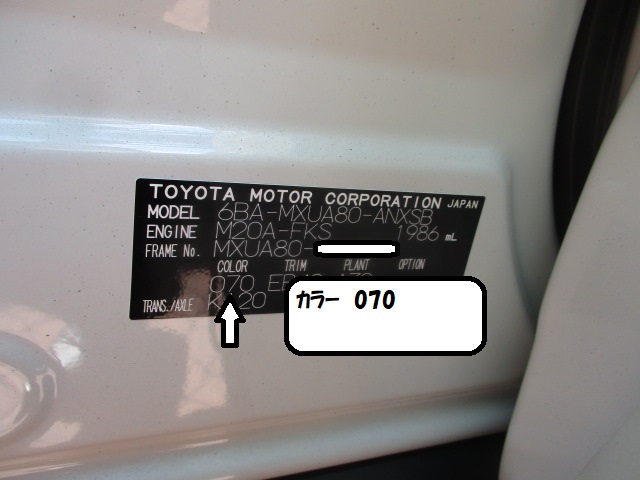 TOYOTA MOTOR CORPORATION JAPAN
MODEL 6BA-MXUA80-ANXSB
ENGINE M20A-FKS 1986 mL
FRAME No. MXUA80-
COLOR TRIM PLANT OPTION
070
TRANS./AXLE
カラー 070